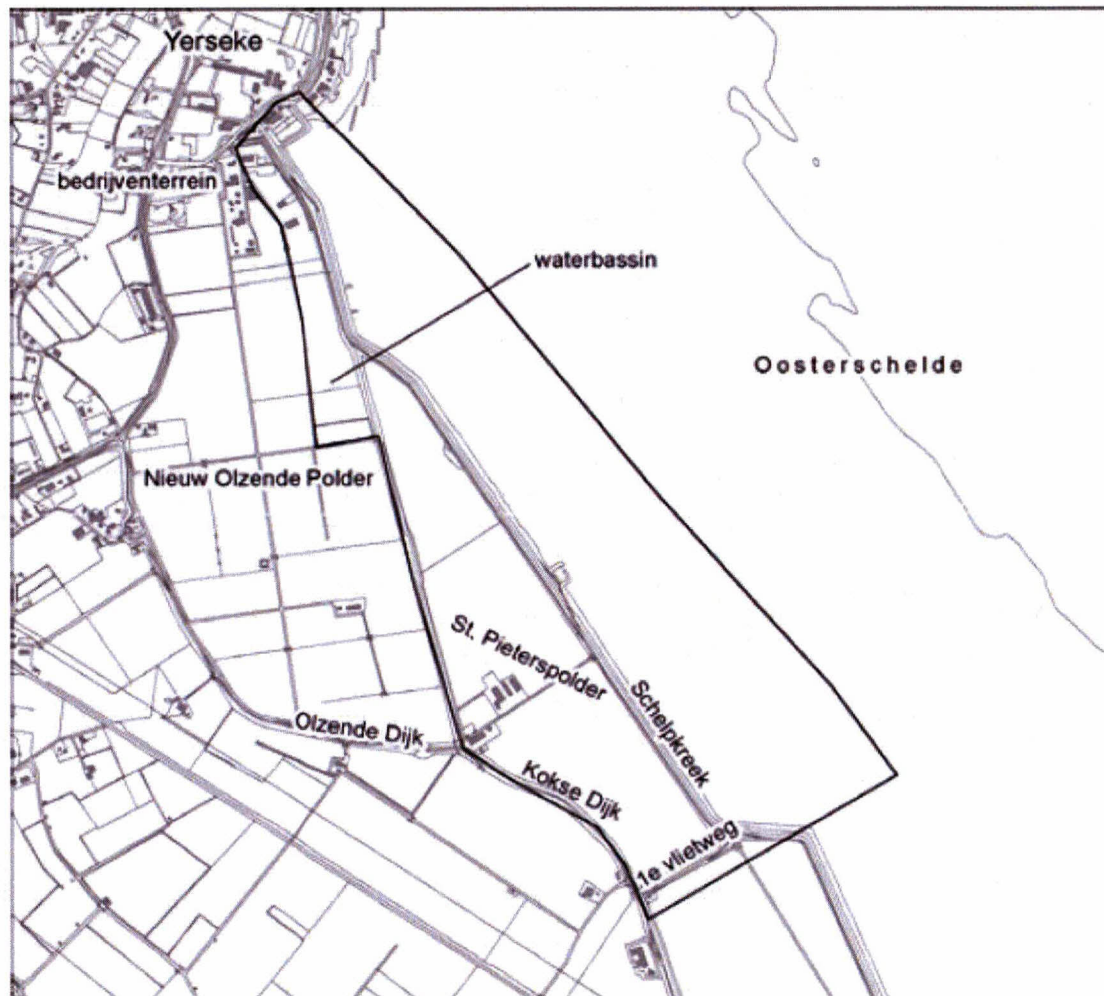 Yerseke
bedrijventerrein
waterbassin
Oosterschelde
Nieuw Olzende Polder
St. Pieterspolder
Schelpkreek
Olzende Dijk
Kokse Dijk
1e vlietweg